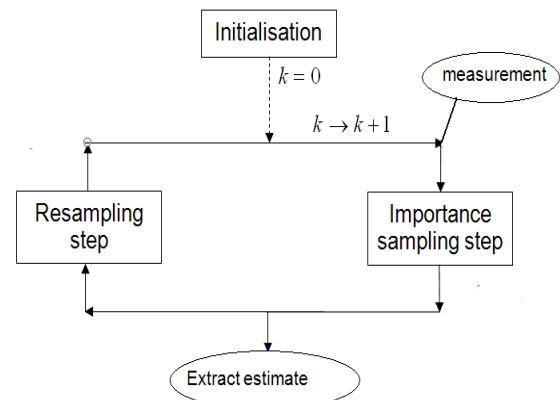 Initialisation
k = 0
measurement
k → k + 1
Resampling
step
Importance
sampling step
Extract estimate